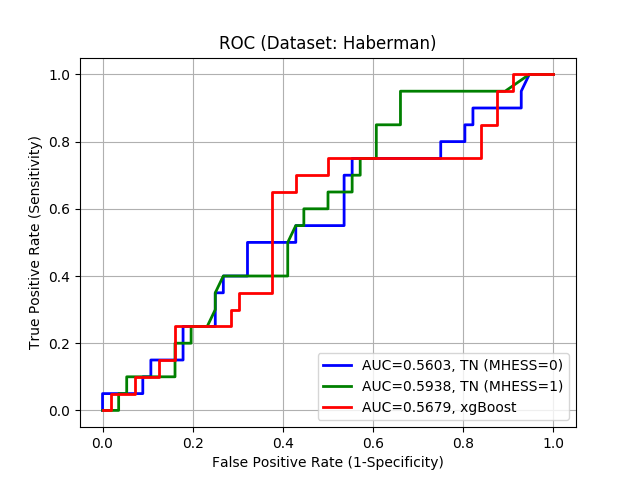 ROC (Dataset: Haberman)
True Positive Rate (Sensitivity)
1.0
0.8
0.6
0.4
0.2
0.0
AUC=0.5603, TN (MHESS=0)
AUC=0.5938, TN (MHESS=1)
AUC=0.5679, xgBoost
0.0 0.2 0.4 0.6 0.8 1.0
False Positive Rate (1-Specificity)